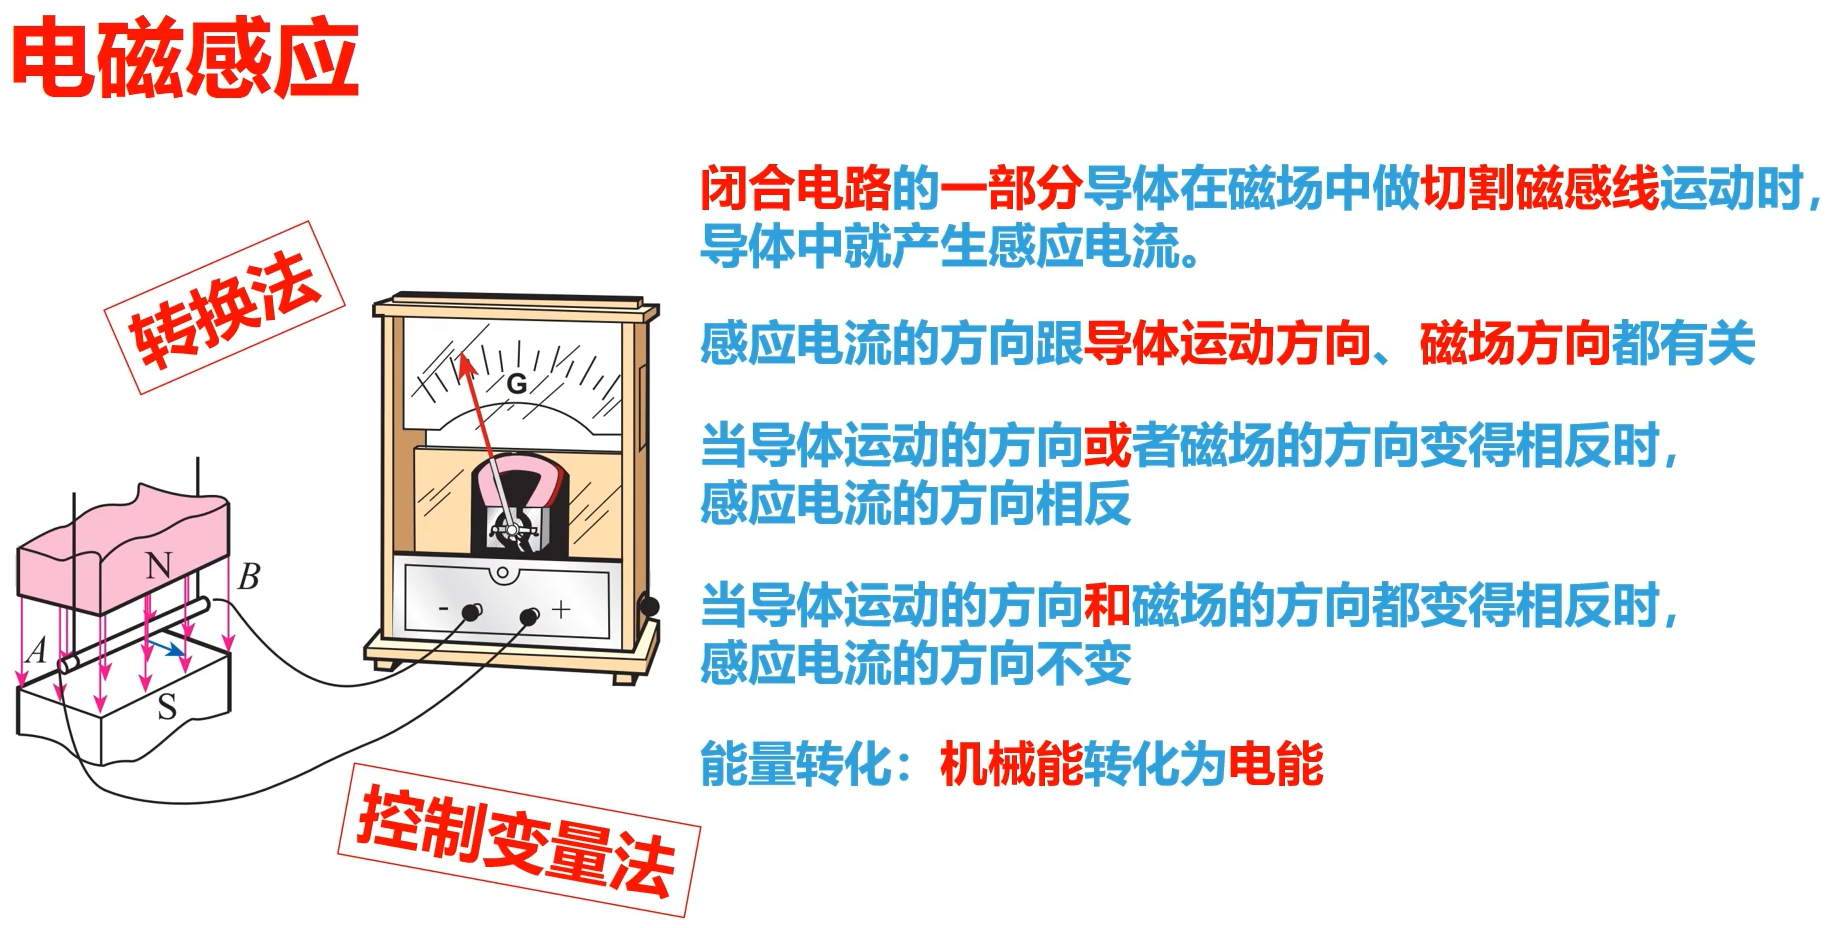 电磁感应
闭合电路的一部分导体在磁场中做切割磁感线运动时，
导体中就产生感应电流。
转换法
感应电流的方向跟导体运动方向、磁场方向都有关
G
当导体运动的方向或者磁场的方向变得相反时，
感应电流的方向相反
N
B
- +
当导体运动的方向和磁场的方向都变得相反时，
感应电流的方向不变
A
S
能量转化：机械能转化为电能
控制变量法